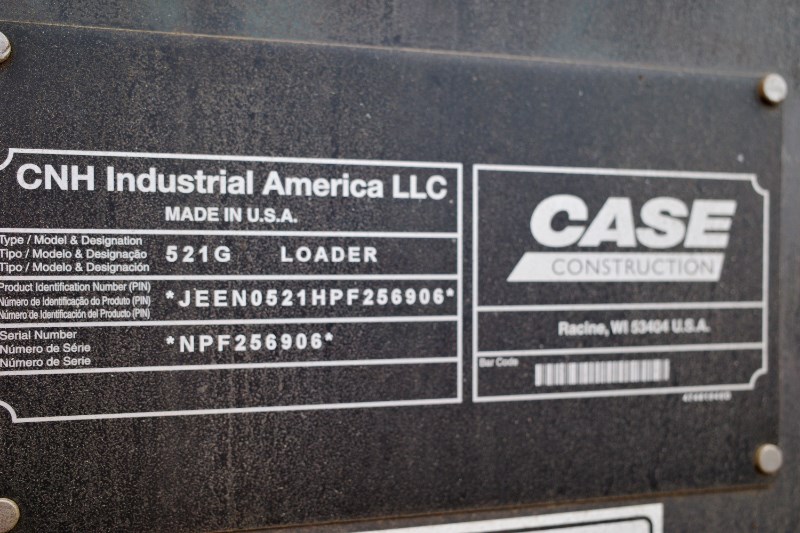 CNH Industrial America LLC
MADE IN U.S.A.
Type / Model & Designation
Tipo / Modelo & Designação
Tipo / Modelo & Designación
521G LOADER
Product Identification Number (PIN)
Número de Identificação do Produto (PIN)
Número de Identificación del Producto (PIN)
*JEEN0521HPF256906*
Serial Number
Número de Série
Número de Serie
*NPF256906*
CASE
CONSTRUCTION
Racine, WI 53404 U.S.A.
Bar Code